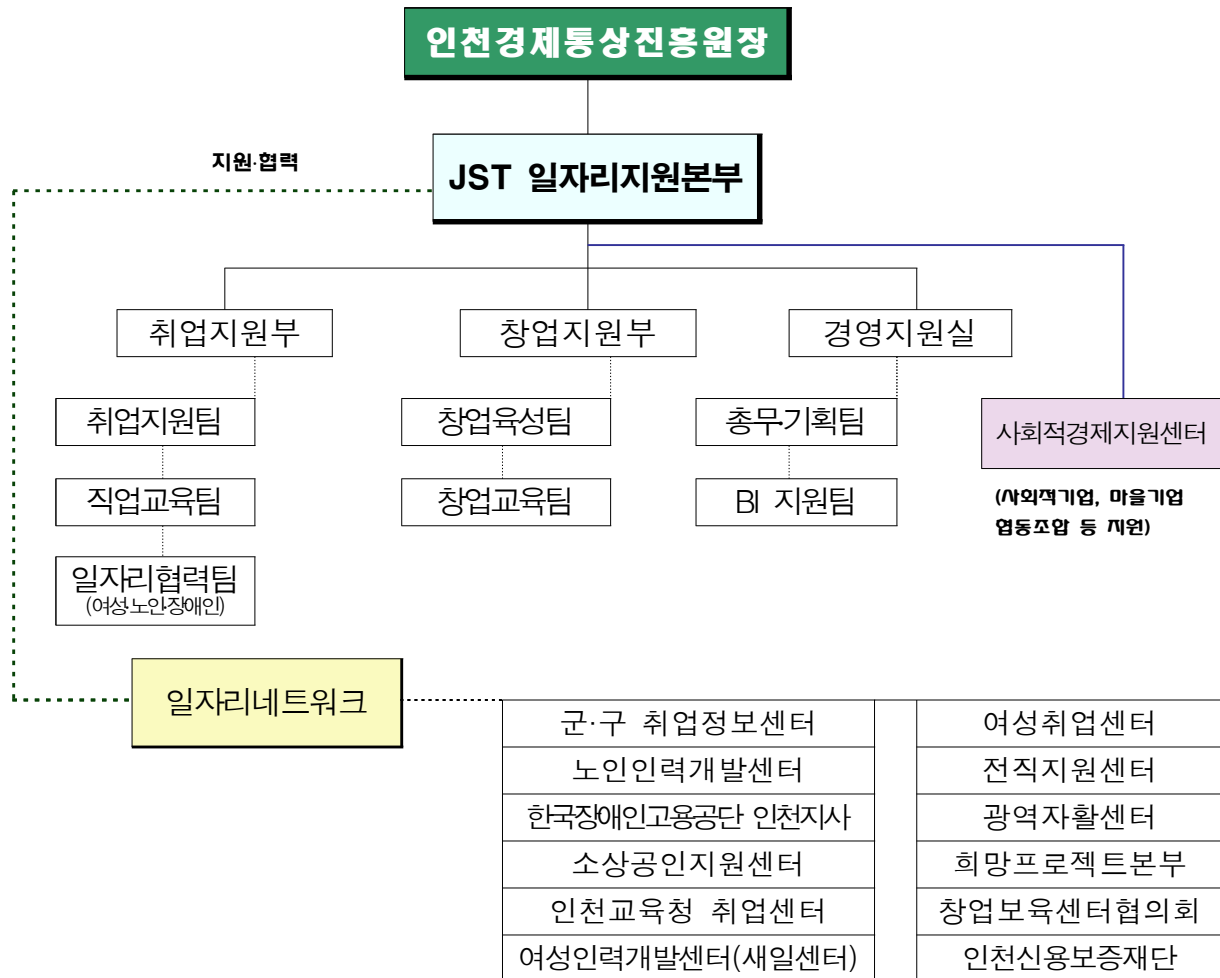 인천경제통상진흥원장
지원·협력
JST 일자리지원본부
취업지원부
창업지원부
경영지원실
취업지원팀
창업육성팀
총무·기획팀
사회적경제지원센터
직업교육팀
창업교육팀
BI 지원팀
(사회적기업, 마을기업
협동조합 등 지원)
일자리협력팀
(여성·노인·장애인)
일자리네트워크
군·구 취업정보센터
여성취업센터
노인인력개발센터
전직지원센터
한국장애인고용공단 인천지사
광역자활센터
소상공인지원센터
희망프로젝트본부
인천교육청 취업센터
창업보육센터협의회
여성인력개발센터(새일센터)
인천신용보증재단